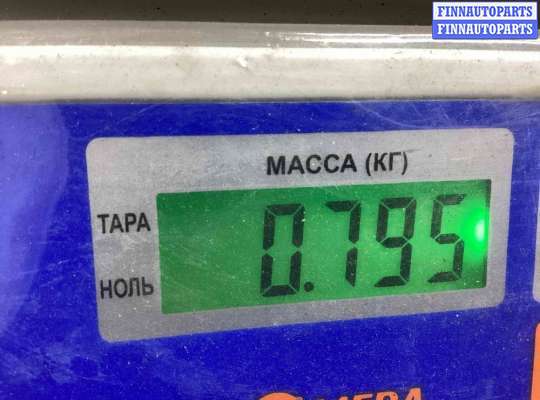 FINNAUTOPARTS
FINNAUTOPARTS
МАССА (КГ)
ТАРА
0.795
НОЛЬ